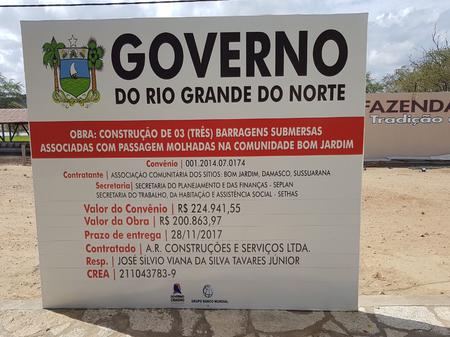 GOVERNO
DO RIO GRANDE DO NORTE
OBRA: CONSTRUÇÃO DE 03 (TRÊS) BARRAGENS SUBMERSAS
ASSOCIADAS COM PASSAGEM MOLHADAS NA COMUNIDADE BOM JARDIM
Convênio | 001.2014.07.0174
Contratante | ASSOCIAÇÃO COMUNITÁRIA DOS SÍTIOS: BOM JARDIM, DAMASCO, SUSSUARANA
Secretaria | SECRETARIA DO PLANEJAMENTO E DAS FINANÇAS - SEPLAN
SECRETARIA DO TRABALHO, DA HABITAÇÃO E ASSISTÊNCIA SOCIAL - SETHAS
Valor do Convênio | R$ 224.941,55
Valor da Obra | R$ 200.863,97
Prazo de entrega | 28/11/2017
Contratado | A.R. CONSTRUÇÕES E SERVIÇOS LTDA.
Resp. | JOSÉ SILVIO VIANA DA SILVA TAVARES JÚNIOR
CREA | 211043783-9
GOVERNO
CIDADÃO
GRUPO BANCO MUNDIAL
FAZENDA
Tradição